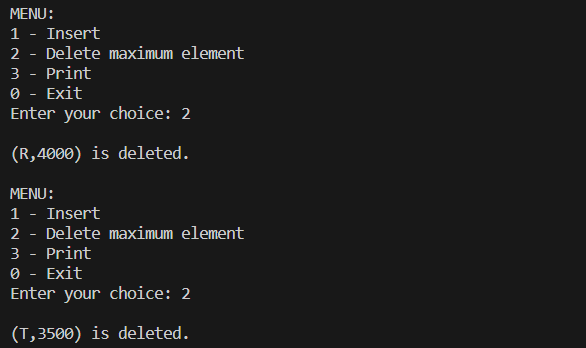 MENU:
1 - Insert
2 - Delete maximum element
3 - Print
0 - Exit
Enter your choice: 2
(R,4000) is deleted.
MENU:
1 - Insert
2 - Delete maximum element
3 - Print
0 - Exit
Enter your choice: 2
(T,3500) is deleted.